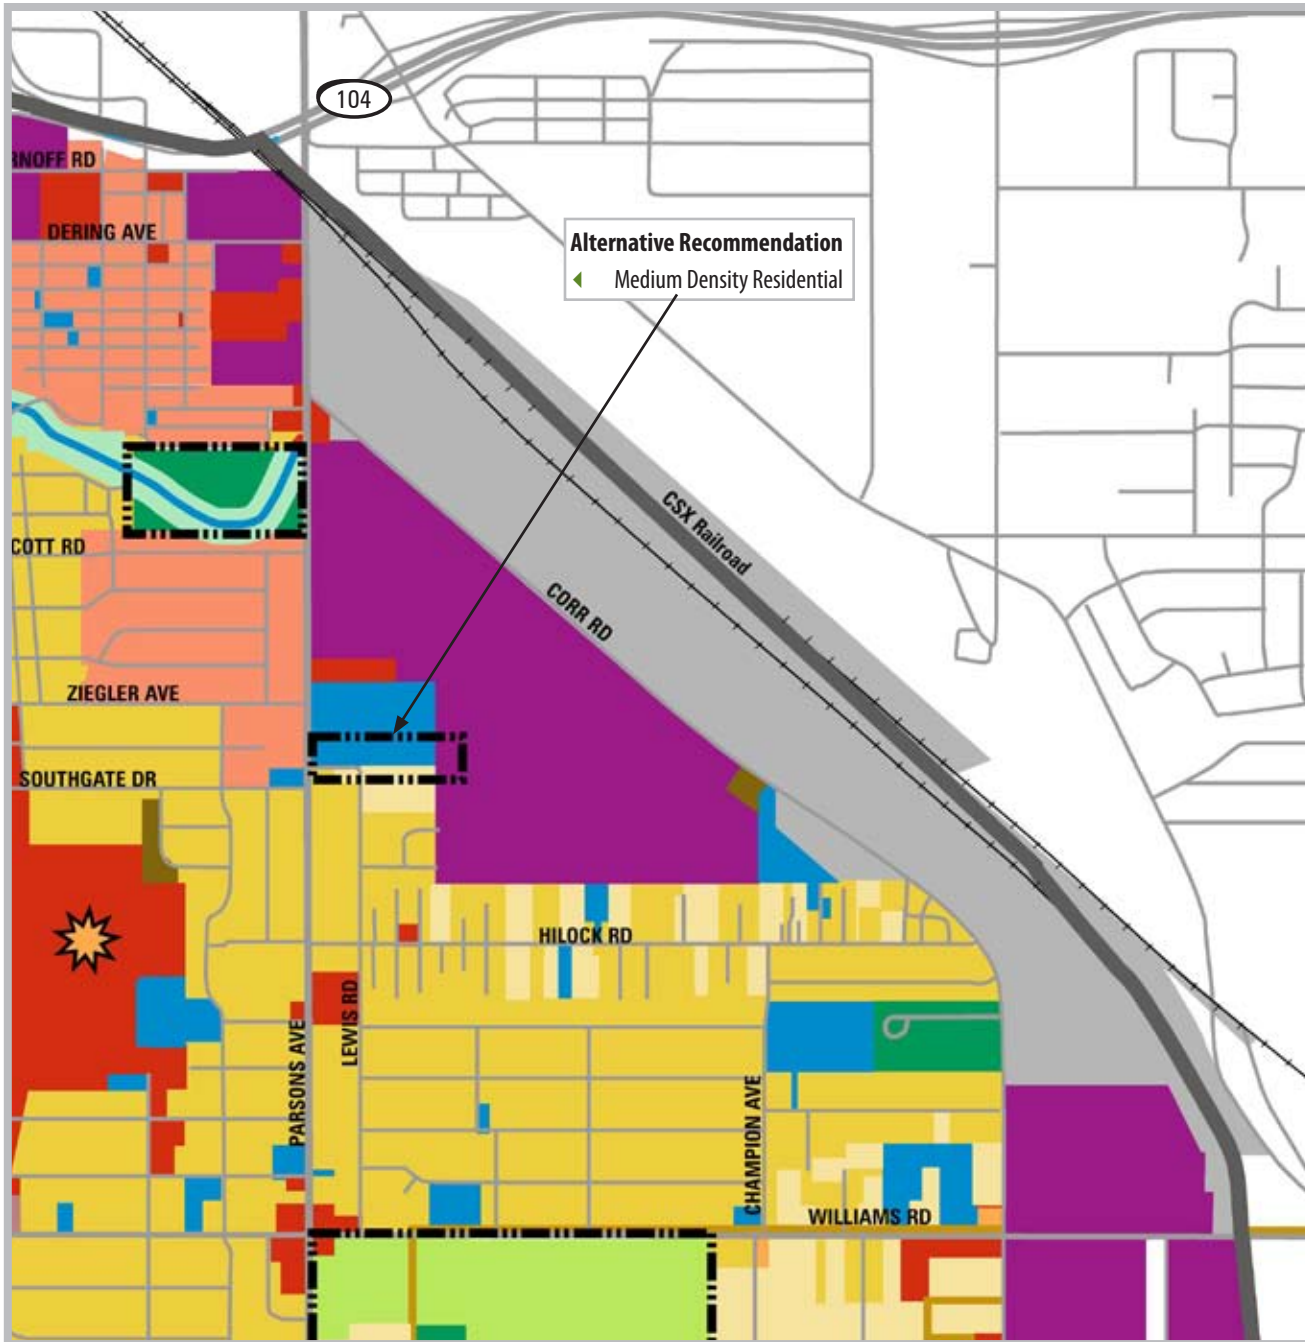 104
RNOFF RD
DERING AVE
Alternative Recommendation
Medium Density Residential
CSX Railroad
COTT RD
CORR RD
ZIEGLER AVE
SOUTHGATE DR
HILOCK RD
LEWIS RD
PARSONS AVE
CHAMPION AVE
WILLIAMS RD